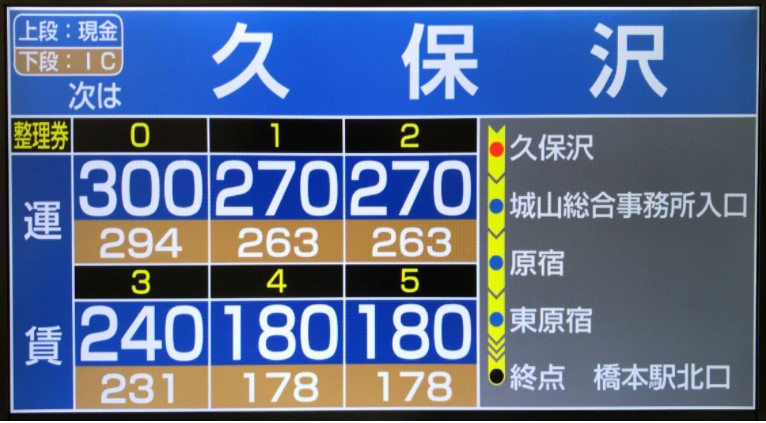 上段：現金
下段：ＩＣ
次は
久保沢
整理券 0 1 2
運賃
300 270 270
294 263 263
3 4 5
240 180 180
231 178 178
久保沢
城山総合事務所入口
原宿
東原宿
終点　橋本駅北口